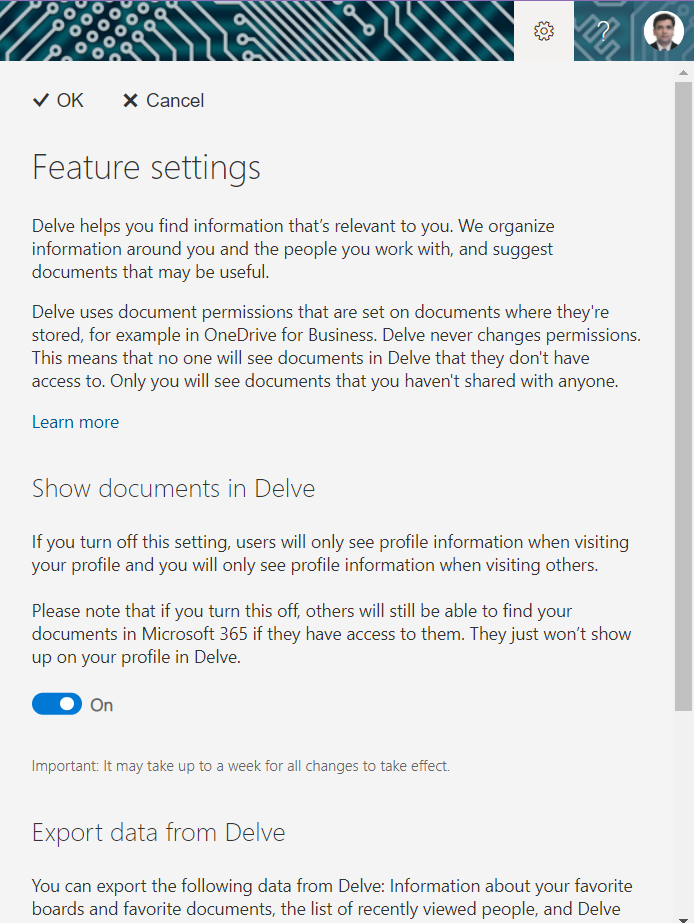 ?
OK Cancel
Feature settings
Delve helps you find information that’s relevant to you. We organize
information around you and the people you work with, and suggest
documents that may be useful.
Delve uses document permissions that are set on documents where they're
stored, for example in OneDrive for Business. Delve never changes permissions.
This means that no one will see documents in Delve that they don't have
access to. Only you will see documents that you haven't shared with anyone.
Learn more
Show documents in Delve
If you turn off this setting, users will only see profile information when visiting
your profile and you will only see profile information when visiting others.
Please note that if you turn this off, others will still be able to find your
documents in Microsoft 365 if they have access to them. They just won’t show
up on your profile in Delve.
On
Important: It may take up to a week for all changes to take effect.
Export data from Delve
You can export the following data from Delve: Information about your favorite
boards and favorite documents, the list of recently viewed people, and Delve